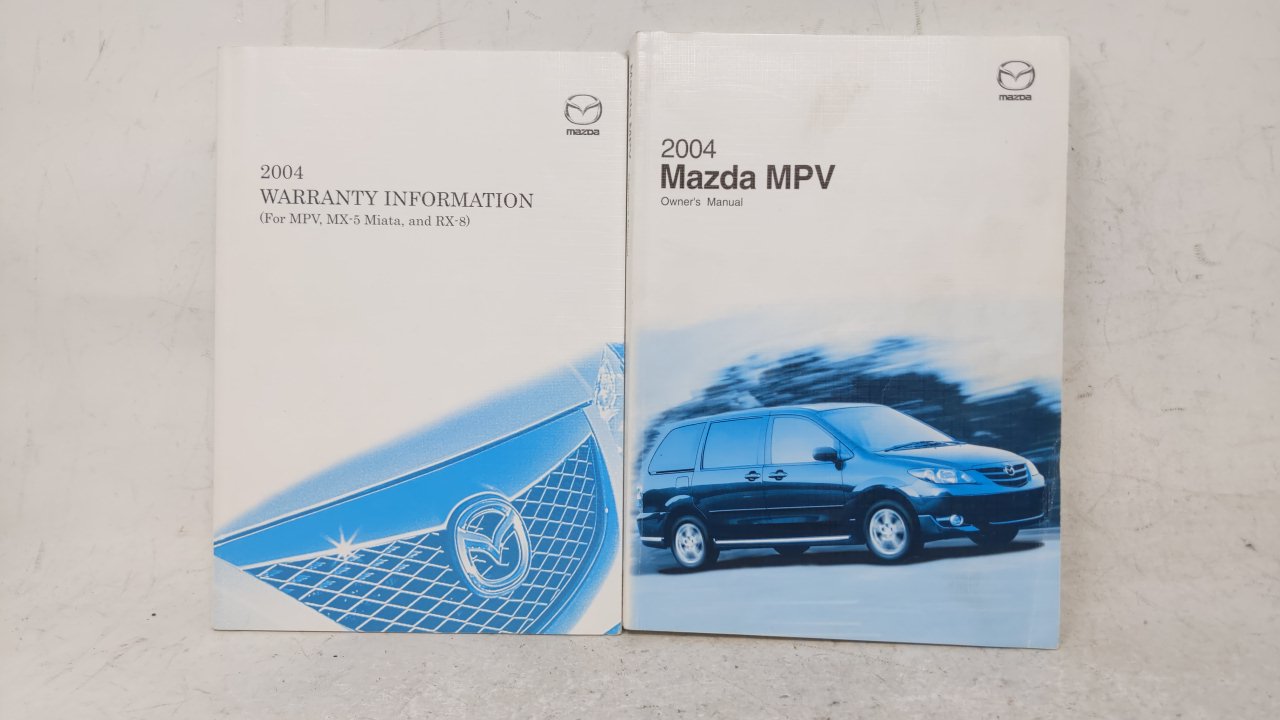 mazda
2004
WARRANTY INFORMATION
(For MPV, MX-5 Miata, and RX-8)
mazda
2004
Mazda MPV
Owner's Manual